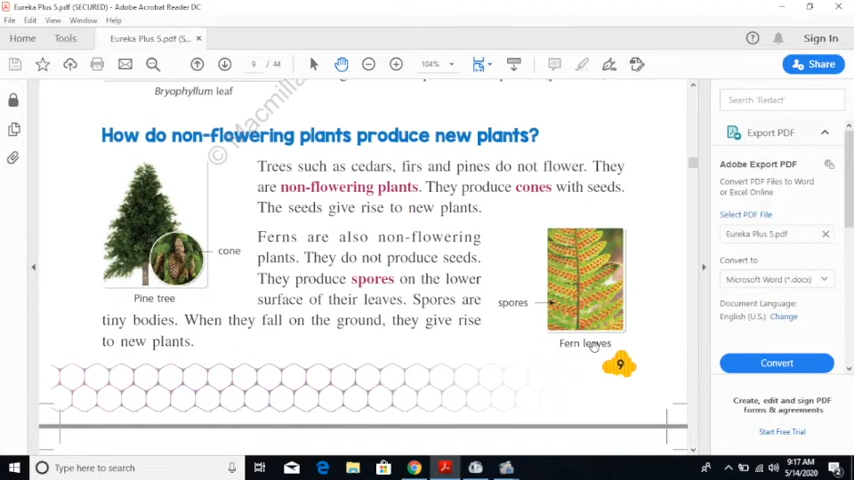 Eureka Plus 5.pdf (SECURED) - Adobe Acrobat Reader DC
File Edit View Window Help
Home Tools Eureka Plus 5.pdf (S... × Sign In
9 / 44 104% Share
Bryophyllum leaf
© Macmilla
How do non-flowering plants produce new plants?
Trees such as cedars, firs and pines do not flower. They
are non-flowering plants. They produce cones with seeds.
The seeds give rise to new plants.
cone
Pine tree
Ferns are also non-flowering
plants. They do not produce seeds.
They produce spores on the lower
surface of their leaves. Spores are
tiny bodies. When they fall on the ground, they give rise
to new plants.
spores
Fern leaves
9
Search 'Redact'
Export PDF
Adobe Export PDF
Convert PDF Files to Word
or Excel Online
Select PDF File
Eureka Plus 5.pdf
Convert to
Microsoft Word (*.docx)
Document Language:
English (U.S.) Change
Convert
Create, edit and sign PDF
forms & agreements
Start Free Trial
Type here to search
9:17 AM
5/14/2020
2